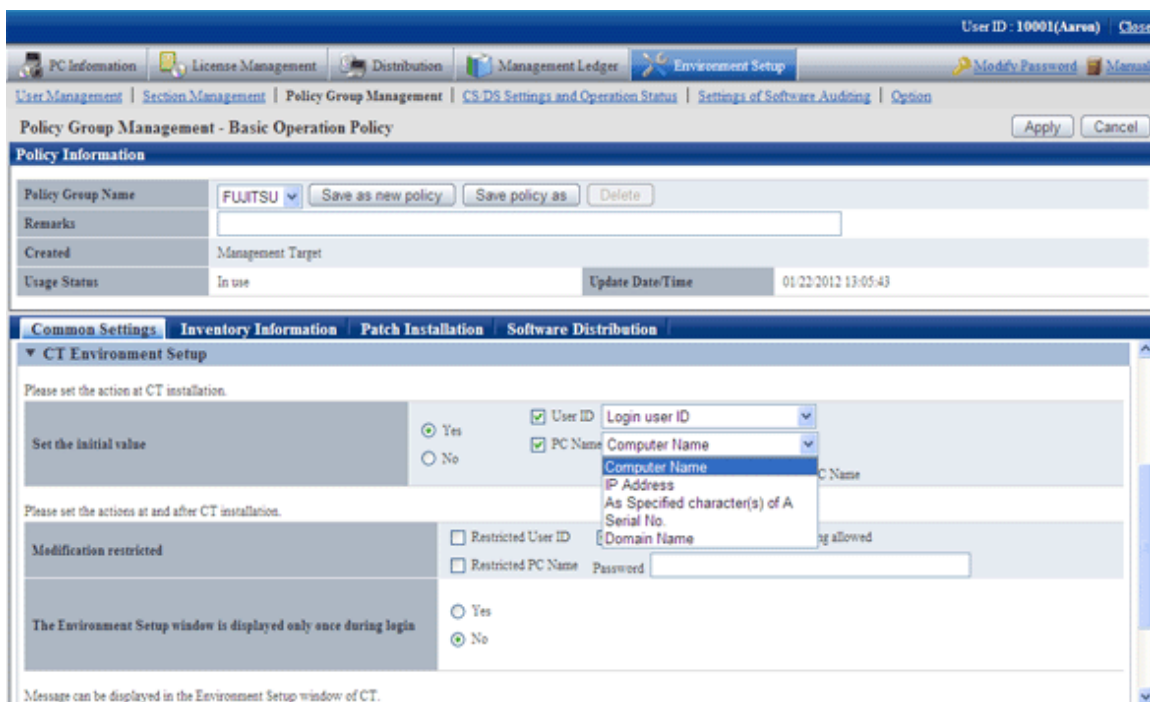 User ID : 10001(Aaron) Close
PC Information License Management Distribution Management Ledger Environment Setup Modify Password Manual
User Management | Section Management | Policy Group Management | CS/DS Settings and Operation Status | Settings of Software Auditing | Option
Policy Group Management - Basic Operation Policy Apply Cancel
Policy Information
Policy Group Name FUJITSU Save as new policy Save policy as Delete
Remarks
Created Management Target
Usage Status In use Update Date/Time 01/22/2012 13:05:43
Common Settings Inventory Information Patch Installation Software Distribution
▼ CT Environment Setup
Please set the action at CT installation.
Set the initial value Yes User ID Login user ID
No PC Name Computer Name
Computer Name
C Name
IP Address
As Specified character(s) of A
Serial No.
Domain Name
Please set the actions at and after CT installation.
Modification restricted Restricted User ID ng allowed
Restricted PC Name Password
The Environment Setup window is displayed only once during login Yes
No
Message can be displayed in the Environment Setup window of CT.